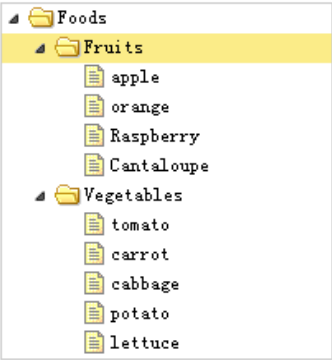 Foods
Fruits
apple
orange
Raspberry
Cantaloupe
Vegetables
tomato
carrot
cabbage
potato
lettuce